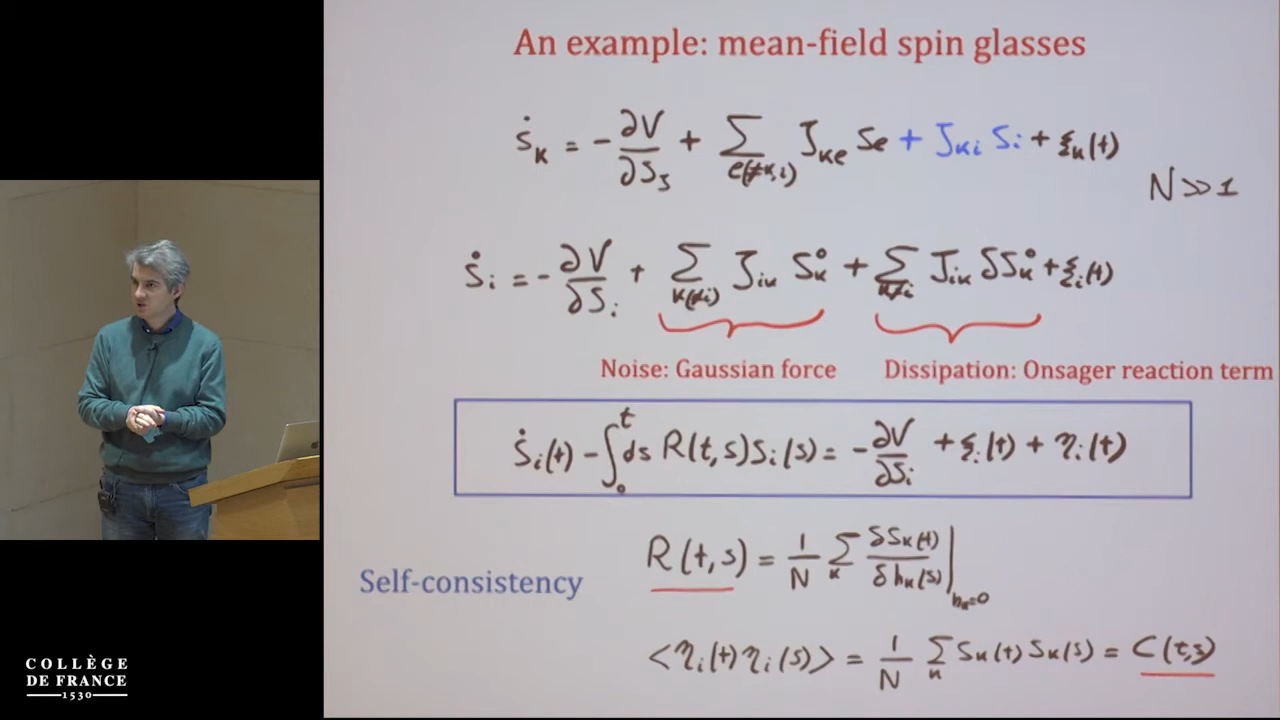 An example: mean-field spin glasses
ṡ_k = - ∂V/∂S_s + Σ_{ℓ(≠k,i)} J_{kℓ} S_ℓ + J_{ki} S_i + ξ_k(t)
N >> 1
ṡ_i = - ∂V/∂S_i + Σ_{k(≠i)} J_{ik} S_k^o + Σ_{k≠i} J_{ik} δS_k^o + ξ_i(t)
Noise: Gaussian force
Dissipation: Onsager reaction term
ṡ_i(t) - ∫_0^t ds R(t,s) s_i(s) = - ∂V/∂S_i + ξ_i(t) + η_i(t)
R(t,s) = 1/N Σ_k δS_k(t)/δh_k(s) |_{h_k=0}
Self-consistency
<η_i(t) η_i(s)> = 1/N Σ_k S_k(t) S_k(s) = C(t,s)
COLLÈGE
DE FRANCE
1530